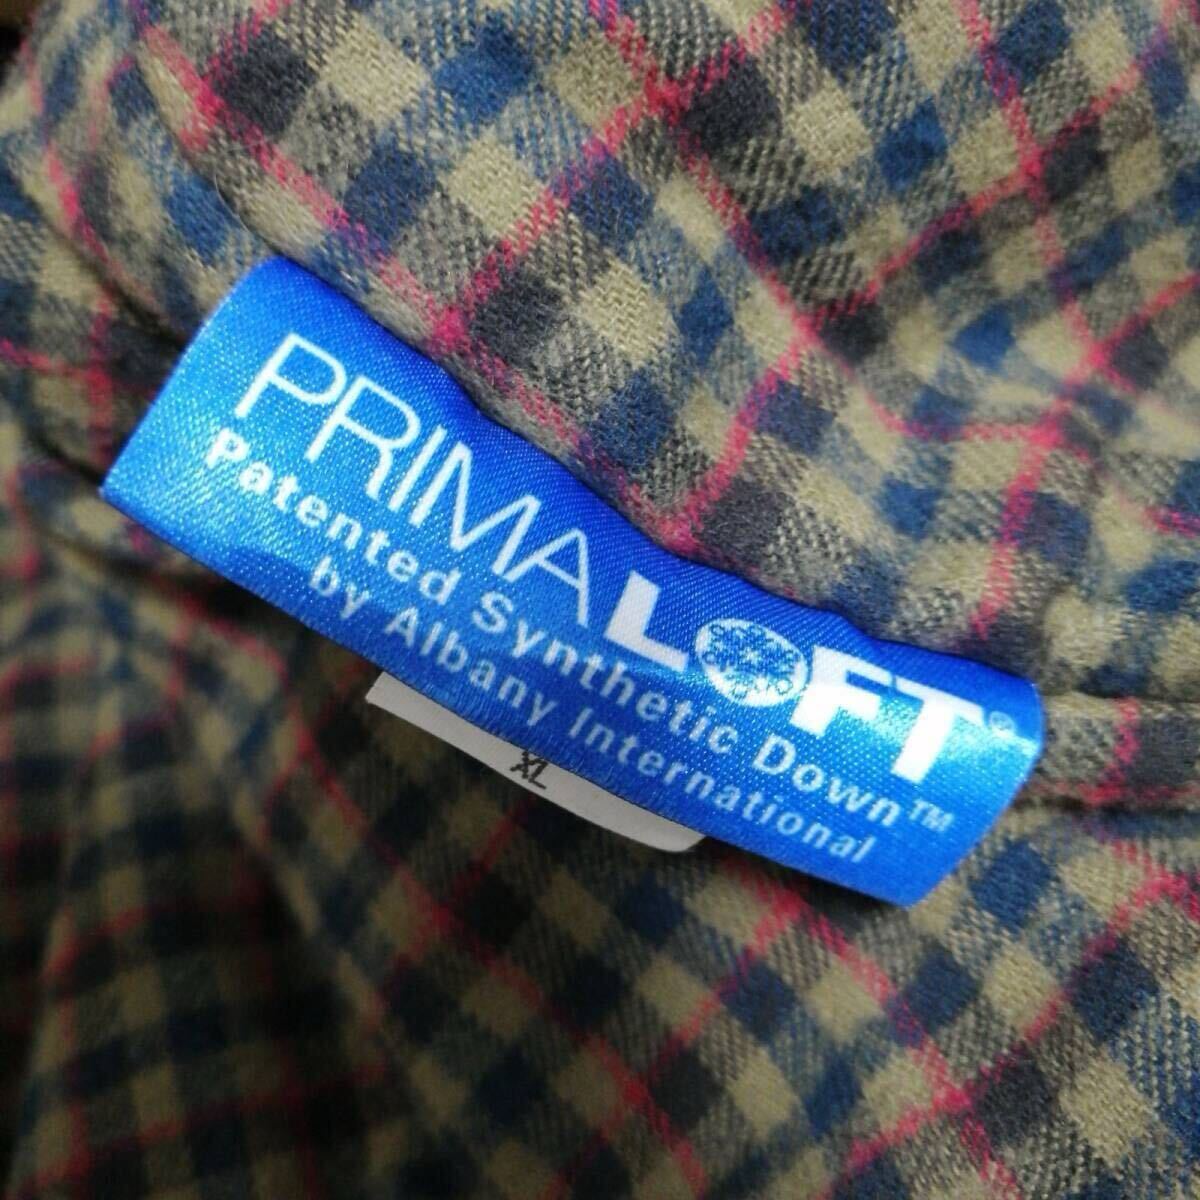 PRIMALOFT®
Patented Synthetic Down™
by Albany International
XL